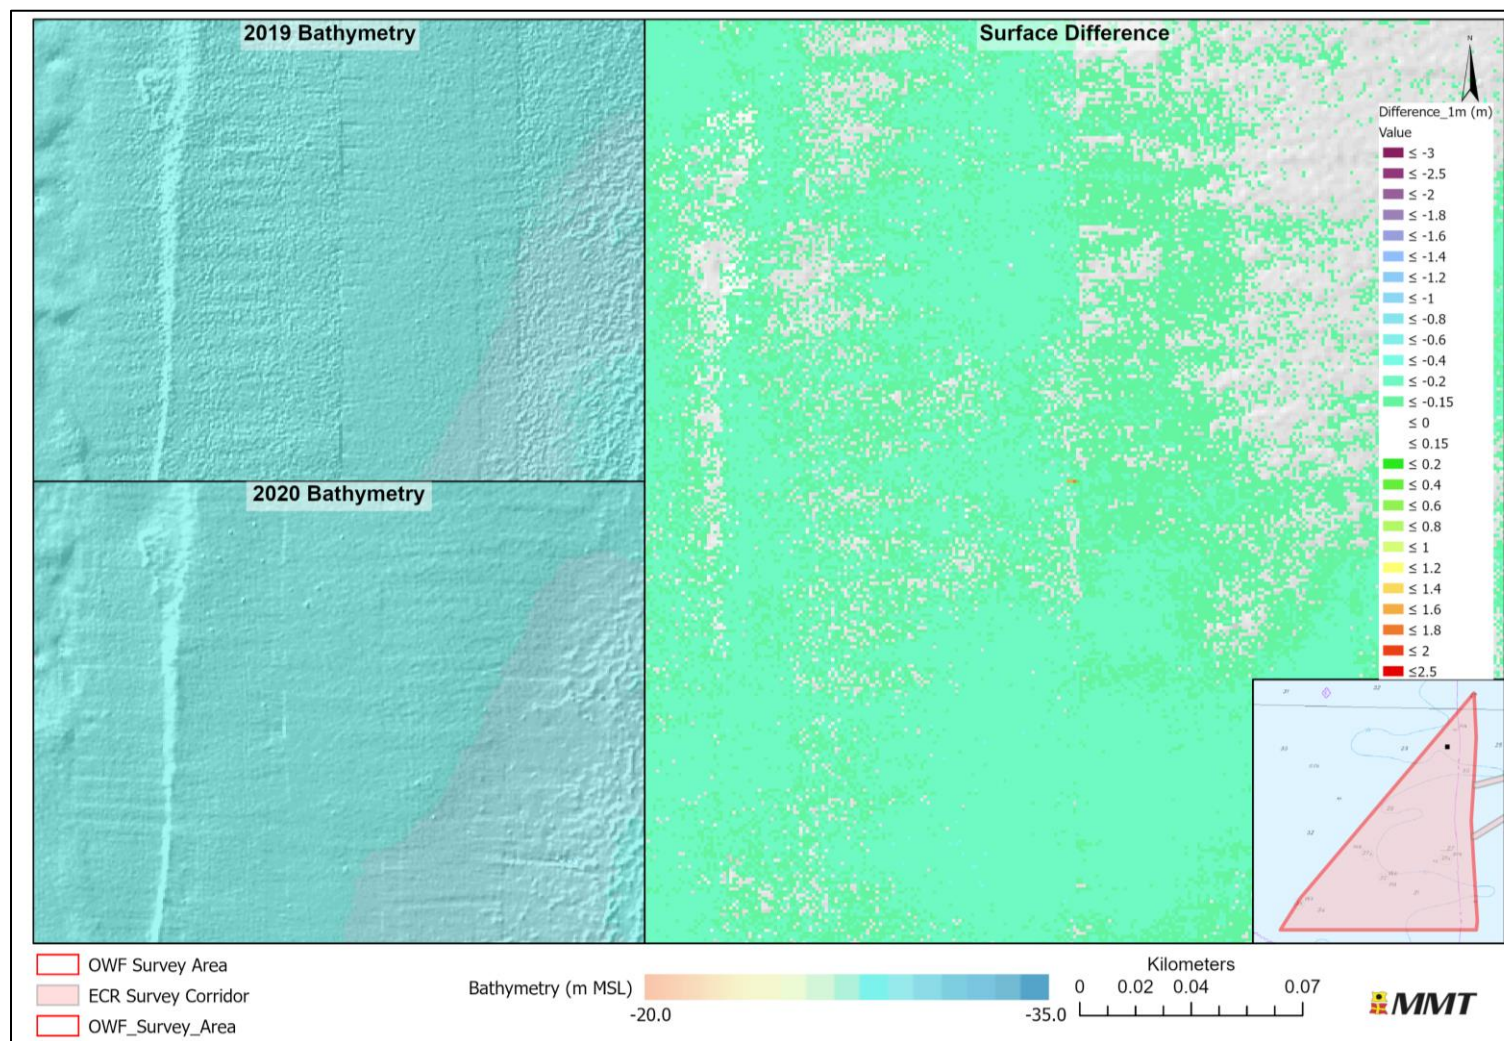 2019 Bathymetry
Surface Difference
N
Difference_1m (m)
Value
≤ -3
≤ -2.5
≤ -2
≤ -1.8
≤ -1.6
≤ -1.4
≤ -1.2
≤ -1
≤ -0.8
≤ -0.6
≤ -0.4
≤ -0.2
≤ -0.15
≤ 0
≤ 0.15
≤ 0.2
≤ 0.4
≤ 0.6
≤ 0.8
≤ 1
≤ 1.2
≤ 1.4
≤ 1.6
≤ 1.8
≤ 2
≤2.5
2020 Bathymetry
OWF Survey Area
ECR Survey Corridor
OWF_Survey_Area
Bathymetry (m MSL)
-20.0
-35.0
Kilometers
0 0.02 0.04 0.07
MMT